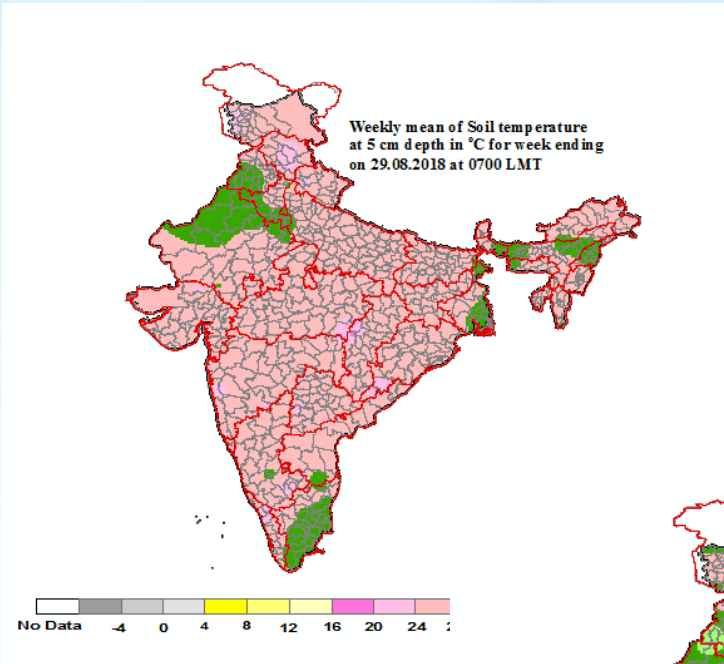 Weekly mean of Soil temperature
at 5 cm depth in °C for week ending
on 29.08.2018 at 0700 LMT
No Data -4 0 4 8 12 16 20 24